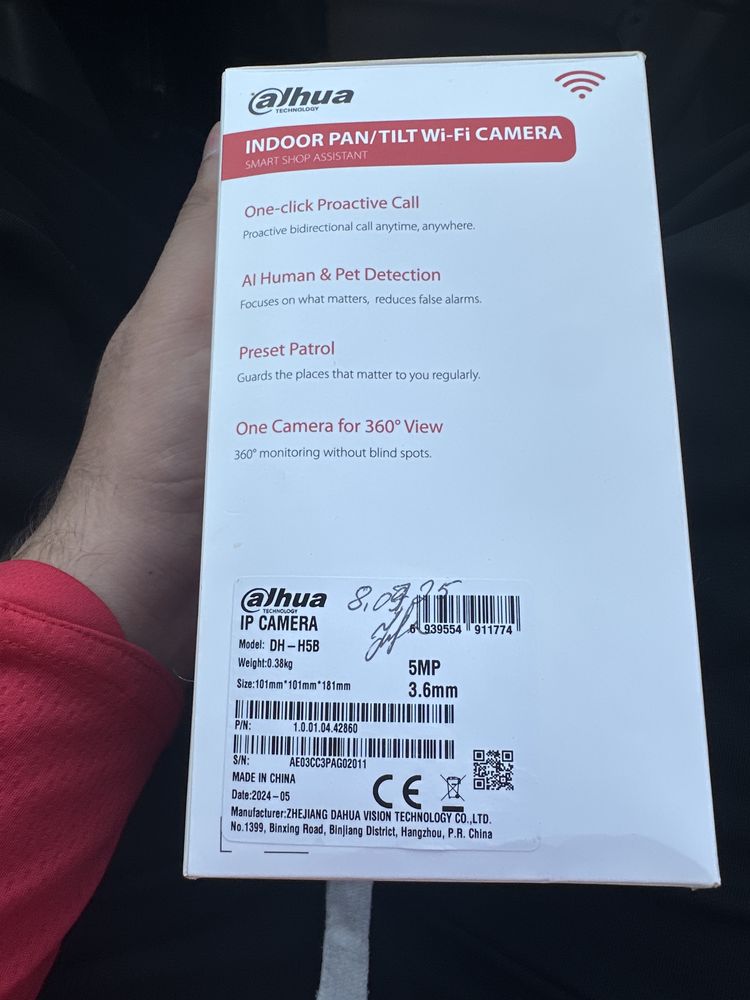 alhua
TECHNOLOGY
INDOOR PAN/TILT Wi-Fi CAMERA
SMART SHOP ASSISTANT
One-click Proactive Call
Proactive bidirectional call anytime, anywhere.
AI Human & Pet Detection
Focuses on what matters, reduces false alarms.
Preset Patrol
Guards the places that matter to you regularly.
One Camera for 360° View
360° monitoring without blind spots.
alhua
TECHNOLOGY
IP CAMERA
Model: DH-H5B
Weight:0.38kg
Size:101mm*101mm*181mm
6 939554 911774
5MP
3.6mm
P/N: 1.0.01.04.42860
S/N: AE03CC3PAG02011
MADE IN CHINA
Date:2024-05
CE
Manufacturer:ZHEJIANG DAHUA VISION TECHNOLOGY CO.,LTD.
No.1399, Binxing Road, Binjiang District, Hangzhou, P.R. China